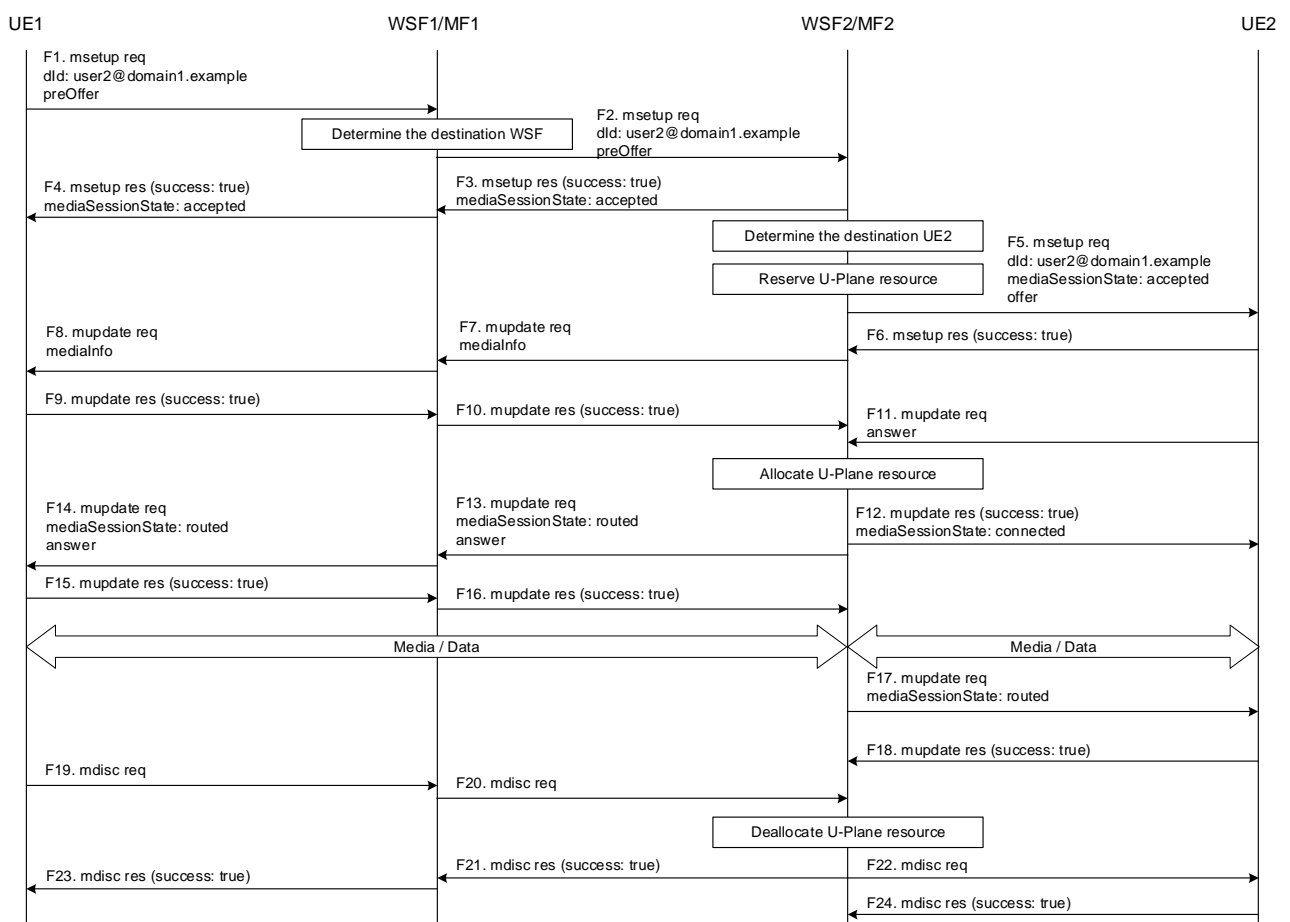 UE1
WSF1/MF1
WSF2/MF2
UE2
F1. msetup req
dId: user2@domain1.example
preOffer
Determine the destination WSF
F2. msetup req
dId: user2@domain1.example
preOffer
F4. msetup res (success: true)
mediaSessionState: accepted
F3. msetup res (success: true)
mediaSessionState: accepted
Determine the destination UE2
Reserve U-Plane resource
F5. msetup req
dId: user2@domain1.example
mediaSessionState: accepted
offer
F8. mupdate req
mediaInfo
F7. mupdate req
mediaInfo
F6. msetup res (success: true)
F9. mupdate res (success: true)
F10. mupdate res (success: true)
F11. mupdate req
answer
Allocate U-Plane resource
F14. mupdate req
mediaSessionState: routed
answer
F13. mupdate req
mediaSessionState: routed
answer
F12. mupdate res (success: true)
mediaSessionState: connected
F15. mupdate res (success: true)
F16. mupdate res (success: true)
Media / Data
Media / Data
F17. mupdate req
mediaSessionState: routed
F18. mupdate res (success: true)
F19. mdisc req
F20. mdisc req
Deallocate U-Plane resource
F23. mdisc res (success: true)
F21. mdisc res (success: true)
F22. mdisc req
F24. mdisc res (success: true)